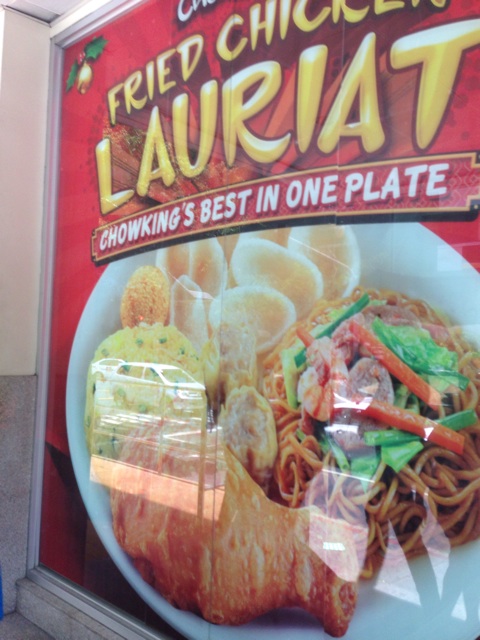 FRIED CHICKEN
LAURIAT
CHOWKING'S BEST IN ONE PLATE